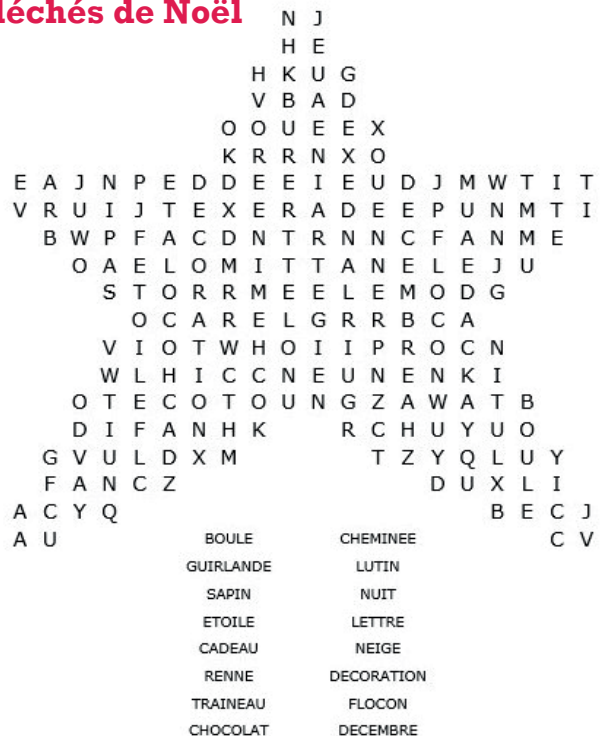 léchés de Noël
N J
H E
H K U G
V B A D
O O U E E X
K R R N X O
E A J N P E D D E E I E U D J M W T I T
V R U I J T E X E R A D E E P U N M T I
B W P F A C D N T R N N C F A N M E
O A E L O M I T T A N E L E J U
S T O R R M E E L E M O D G
O C A R E L G R R B C A
V I O T W H O I I P R O C N
W L H I C C N E U N E N K I
O T E C O T O U N G Z A W A T B
D I F A N H K R C H U Y U O
G V U L D X M T Z Y Q L U Y
F A N C Z D U X L I
A C Y Q B E C J
A U C V
BOULE CHEMINEE
GUIRLANDE LUTIN
SAPIN NUIT
ETOILE LETTRE
CADEAU NEIGE
RENNE DECORATION
TRAINEAU FLOCON
CHOCOLAT DECEMBRE